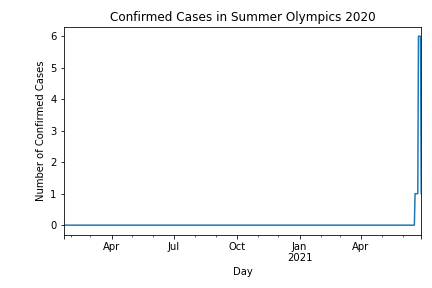 Confirmed Cases in Summer Olympics 2020
Number of Confirmed Cases
6
5
4
3
2
1
0
Apr Jul Oct Jan Apr
2021
Day